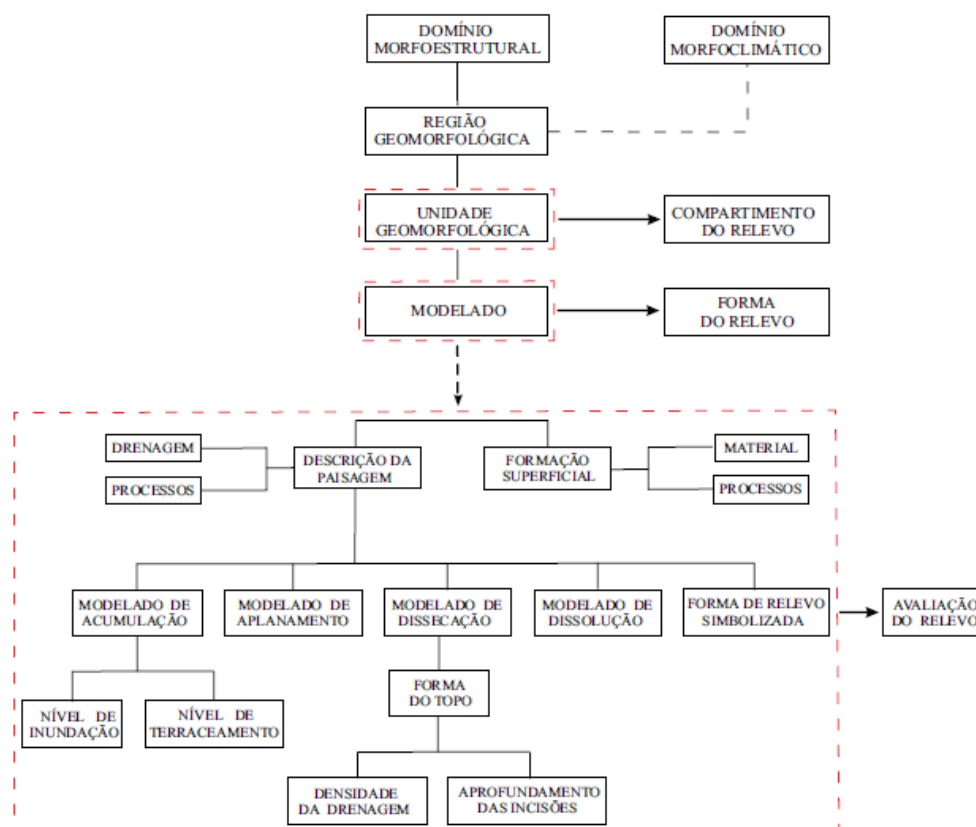 DOMÍNIO
MORFOESTRUTURAL
DOMÍNIO
MORFOCLIMÁTICO
REGIÃO
GEOMORFOLÓGICA
UNIDADE
GEOMORFOLÓGICA
COMPARTIMENTO
DO RELEVO
MODELADO
FORMA
DO RELEVO
DRENAGEM
PROCESSOS
DESCRIÇÃO DA
PAISAGEM
FORMAÇÃO
SUPERFICIAL
MATERIAL
PROCESSOS
MODELADO DE
ACUMULAÇÃO
MODELADO DE
APLANAMENTO
MODELADO DE
DISSECAÇÃO
MODELADO DE
DISSOLUÇÃO
FORMA DE RELEVO
SIMBOLIZADA
AVALIAÇÃO
DO RELEVO
NÍVEL DE
INUNDAÇÃO
NÍVEL DE
TERRACEAMENTO
FORMA
DO TOPO
DENSIDADE
DA DRENAGEM
APROFUNDAMENTO
DAS INCISÕES